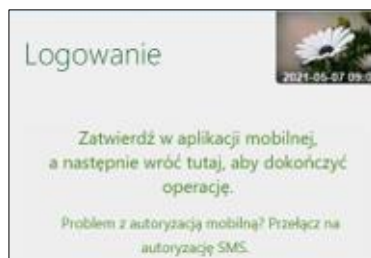 Logowanie
2021-05-07 09:0
Zatwierdź w aplikacji mobilnej,
a następnie wróć tutaj, aby dokończyć
operację.
Problem z autoryzacją mobilną? Przełącz na
autoryzację SMS.